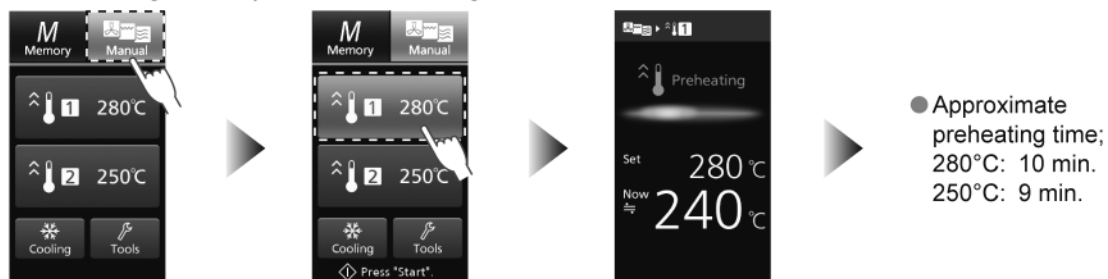 M
Memory
Manual
1 280°C
2 250°C
Cooling
Tools
M
Memory
Manual
1 280°C
2 250°C
Cooling
Tools
Press "Start".
1
Preheating
Set 280 °C
Now 240 °C
Approximate
preheating time;
280°C: 10 min.
250°C: 9 min.